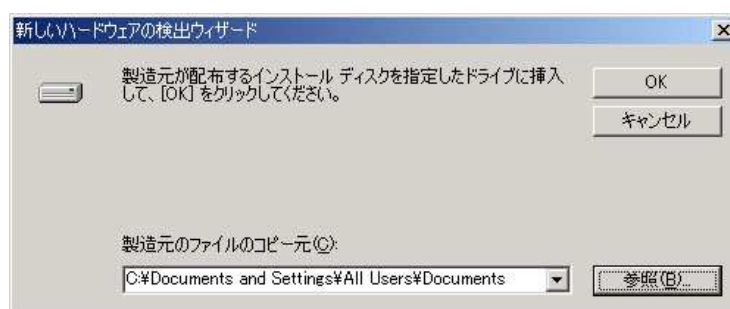 新しいハードウェアの検出ウィザード
製造元が配布するインストール ディスクを指定したドライブに挿入
して、[OK] をクリックしてください。
OK
キャンセル
製造元のファイルのコピー元(C):
C:¥Documents and Settings¥All Users¥Documents
参照(B)...